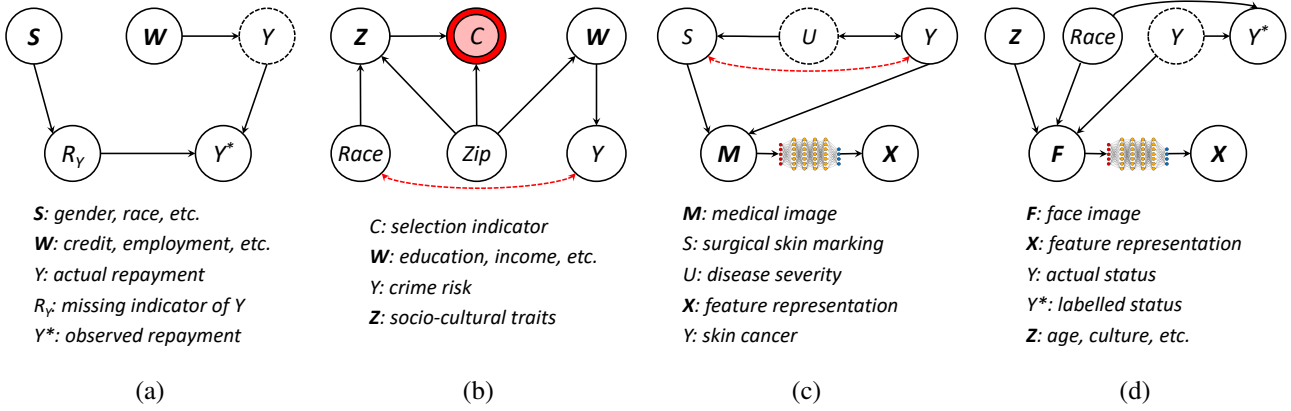 S
W
Y
R_Y
Y*
S: gender, race, etc.
W: credit, employment, etc.
Y: actual repayment
R_Y: missing indicator of Y
Y*: observed repayment
(a)
Z
C
W
Race
Zip
Y
C: selection indicator
W: education, income, etc.
Y: crime risk
Z: socio-cultural traits
(b)
S
U
Y
M
X
M: medical image
S: surgical skin marking
U: disease severity
X: feature representation
Y: skin cancer
(c)
Z
Race
Y
Y*
F
X
F: face image
X: feature representation
Y: actual status
Y*: labelled status
Z: age, culture, etc.
(d)